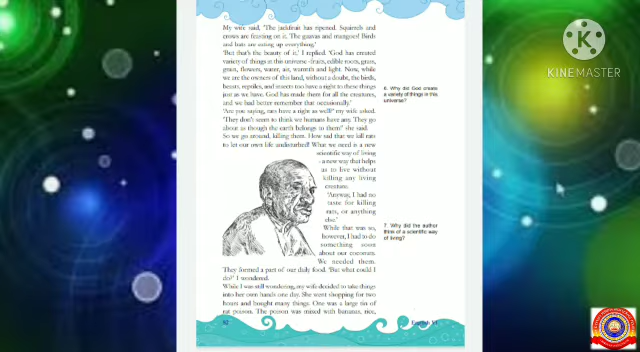 My wife said, 'The jackfruit has ripened. Squirrels and
crows are feasting on it. The guavas and mangoes! Birds
and bats are eating up everything.'
'But that's the beauty of it,' I replied. 'God has created
variety of things at this universe -fruits, edible roots, grass,
grass, flowers, water, air, warmth and light. Now, while
we are the owners of this land, without a doubt, the birds,
beasts, reptiles, and insects too have a right to these things
just as we have. God has made them for all the creatures,
and we had better remember that occasionally.'
'Are you saying, rats have a right as well?' my wife asked.
'They don't seem to think we humans have any. They go
about as though the earth belongs to them!' she said.
So we go around, killing them. How sad that we kill rats
to let our own life undisturbed! What we need is a new
scientific way of living
- a new way that helps
us to live without
killing any living
creature.
'Anyway, I had no
taste for killing
rats, or anything
else.'
While that was so,
however, I had to do
something soon
about our coconuts.
We needed them.
They formed a part of our daily food. 'But what could I
do?' I wondered.
While I was still wondering, my wife decided to take things
into her own hands one day. She went shopping for two
hours and bought many things. One was a large tin of
rat poison. The poison was mixed with bananas, rice,
6. Why did God create
a variety of things in this
universe?
7. Why did the author
think of a scientific way
of living?
92
English VI
KINEMASTER